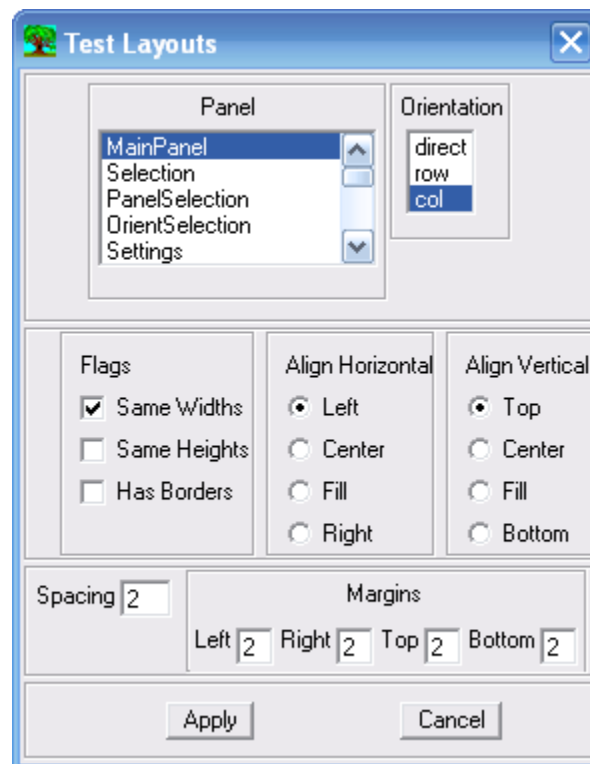 Test Layouts
Panel
MainPanel
Selection
PanelSelection
OrientSelection
Settings
Orientation
direct
row
col
Flags
Same Widths
Same Heights
Has Borders
Align Horizontal
Left
Center
Fill
Right
Align Vertical
Top
Center
Fill
Bottom
Spacing 2
Margins
Left 2 Right 2 Top 2 Bottom 2
Apply Cancel